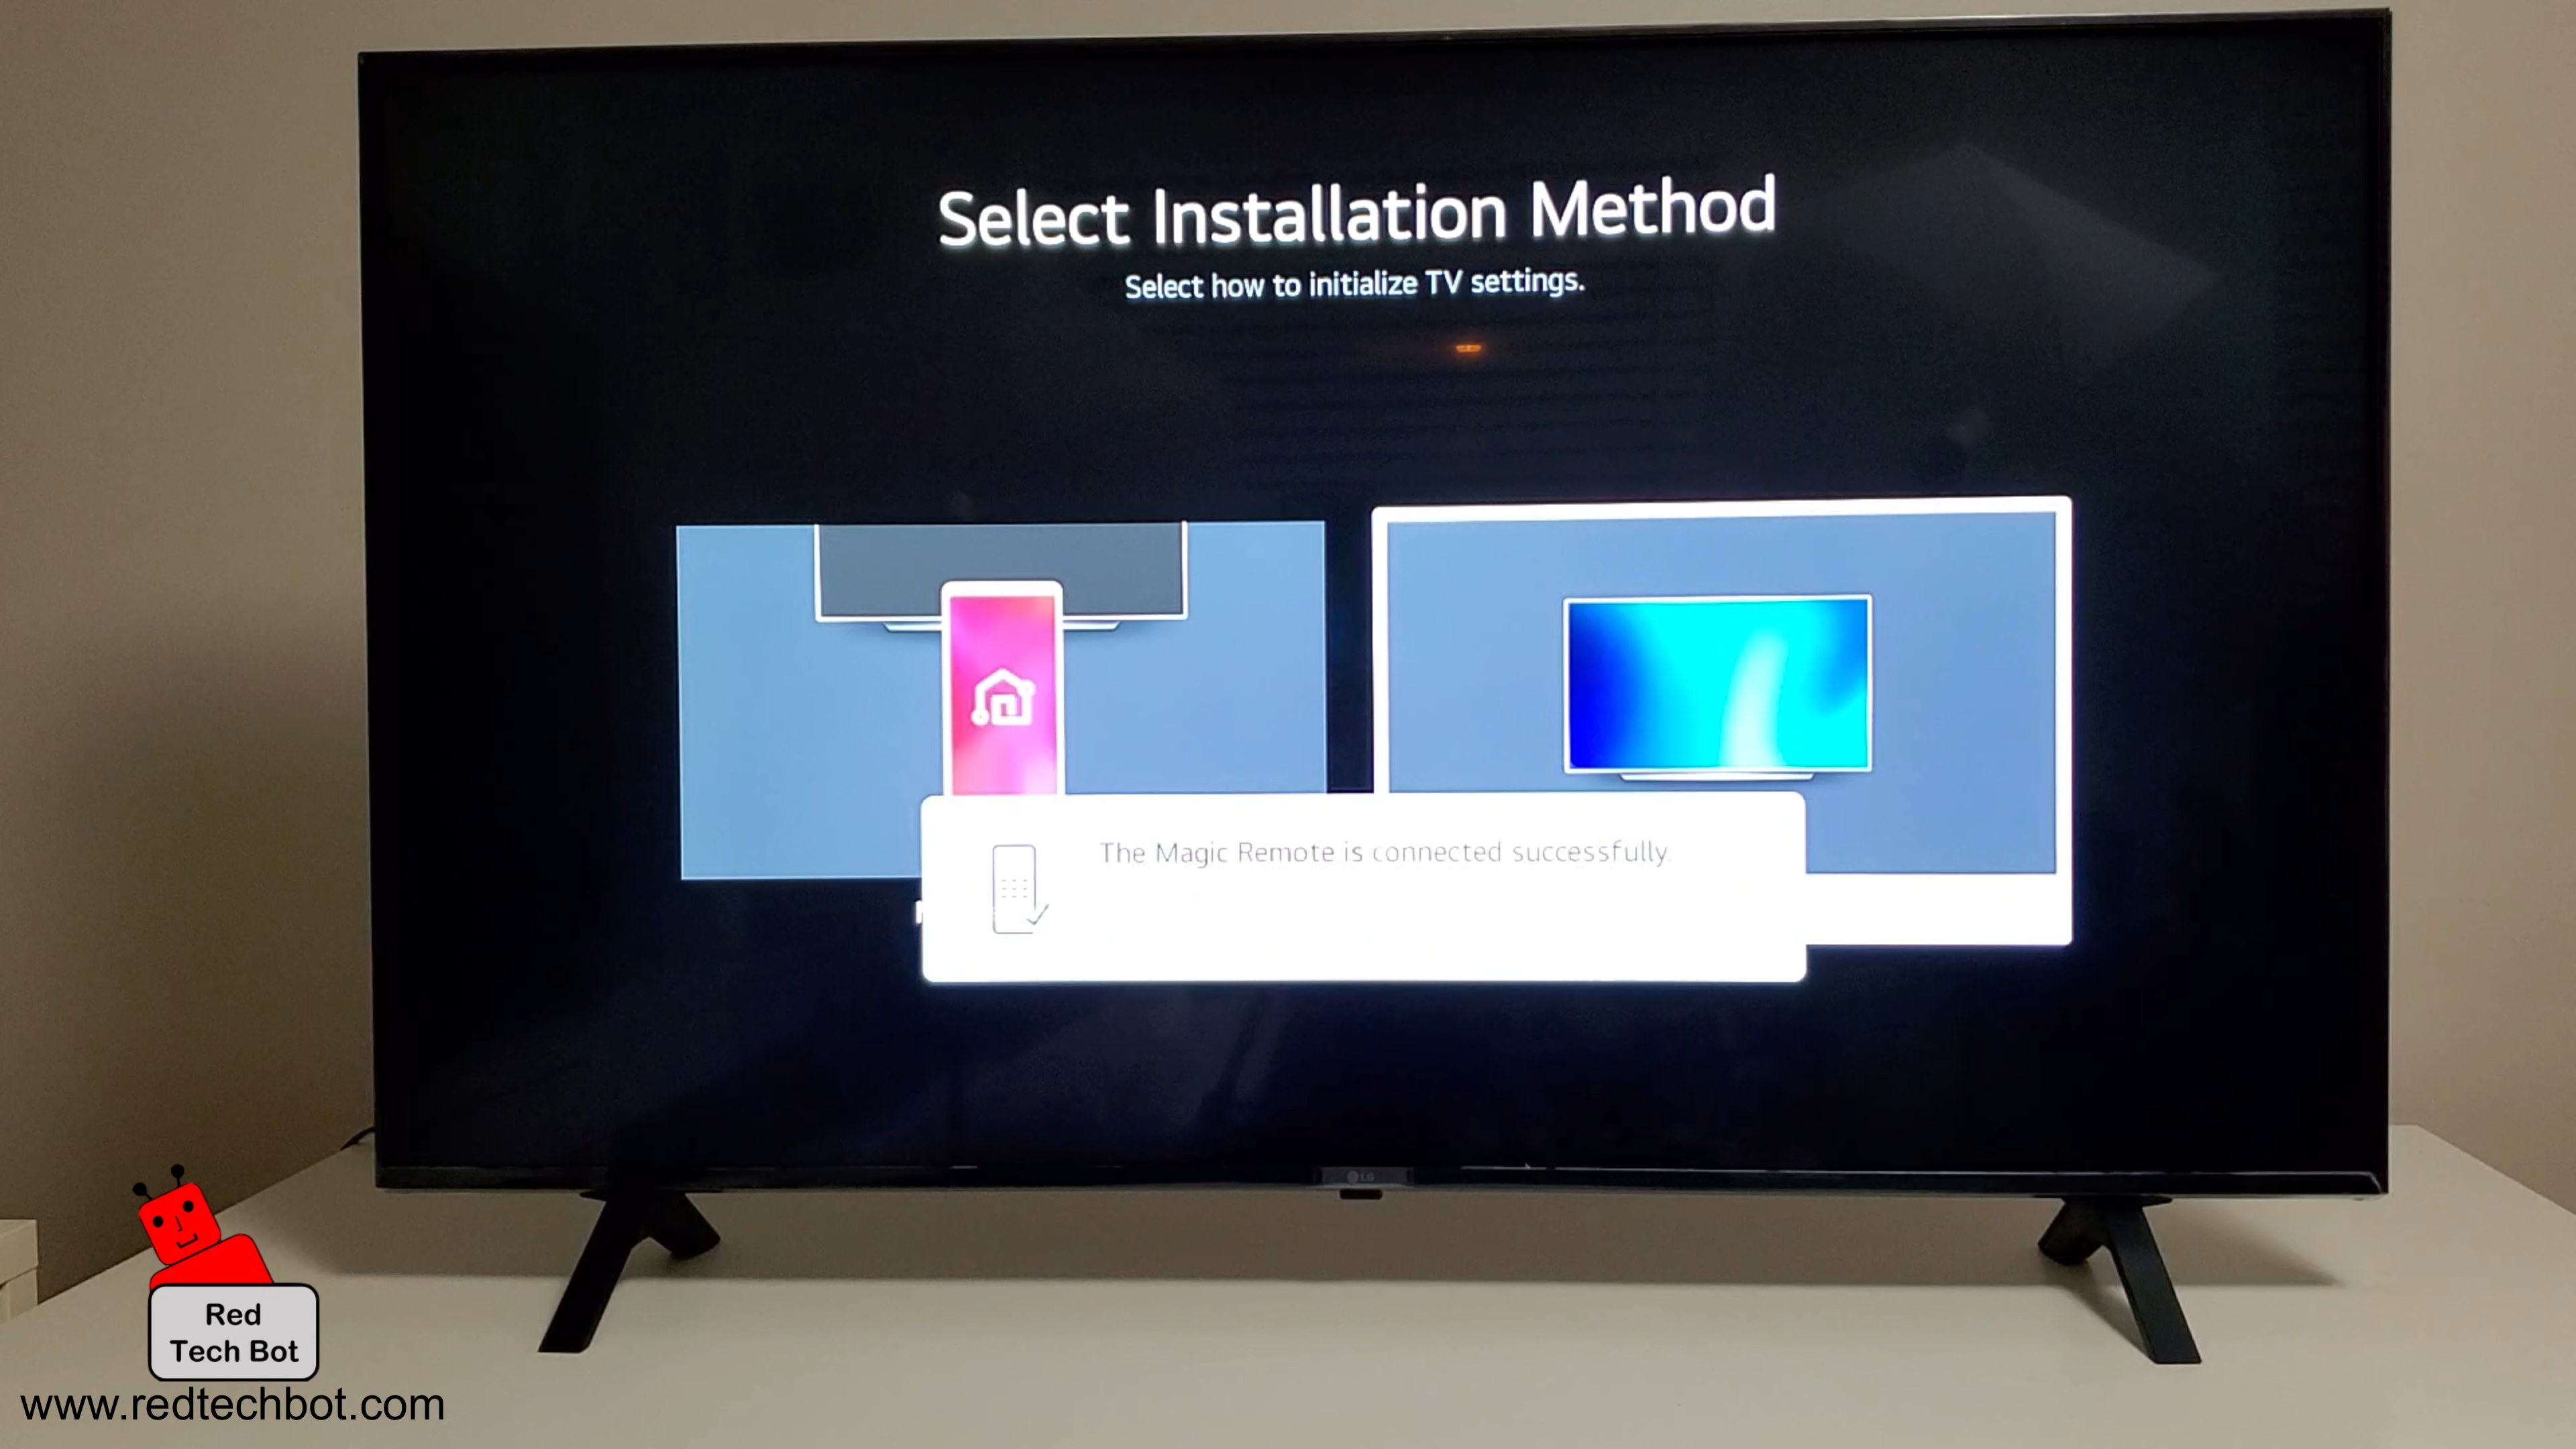 Select Installation Method
Select how to initialize TV settings.
The Magic Remote is connected successfully.
LG
Red
Tech Bot
www.redtechbot.com